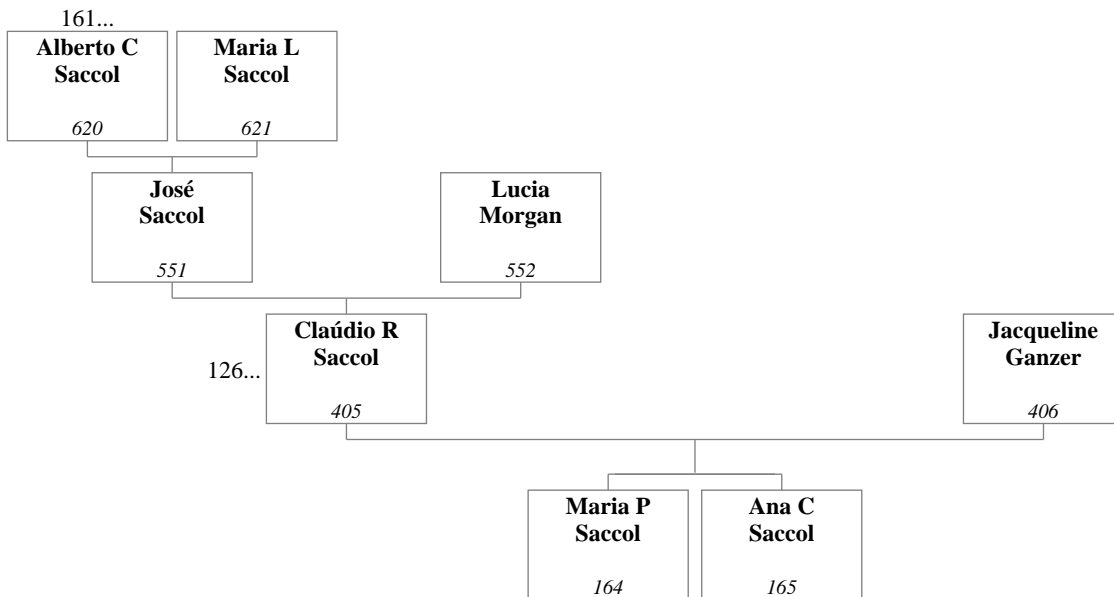 161...
Alberto C
Saccol
620
Maria L
Saccol
621
José
Saccol
551
Lucia
Morgan
552
126...
Claúdio R
Saccol
405
Jacqueline
Ganzer
406
Maria P
Saccol
164
Ana C
Saccol
165